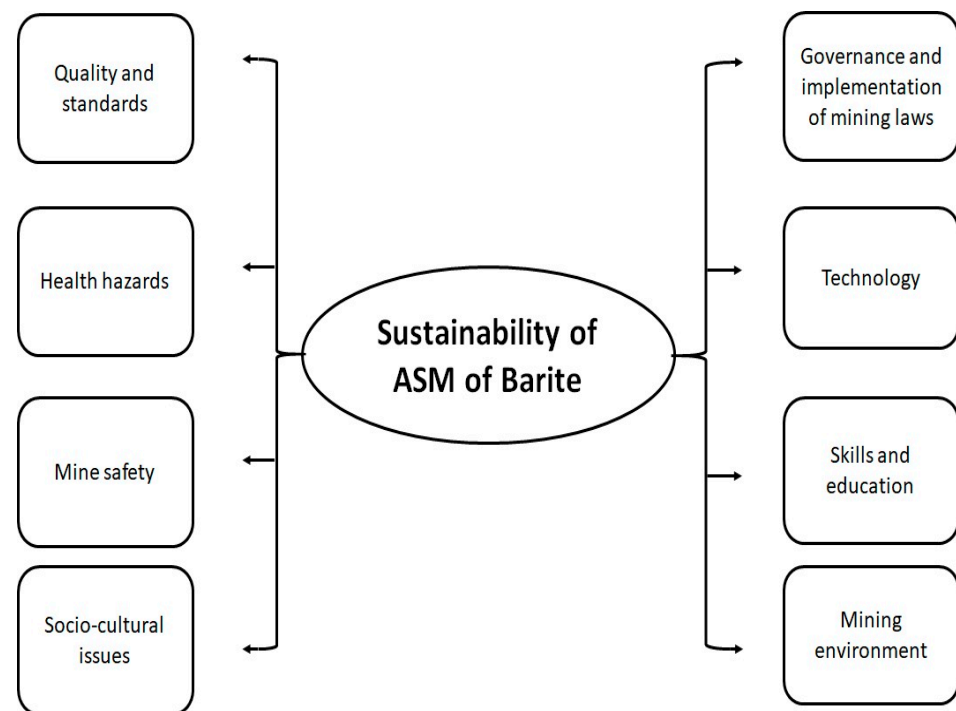 Quality and
standards
Health hazards
Mine safety
Socio-cultural
issues
Sustainability of
ASM of Barite
Governance and
implementation
of mining laws
Technology
Skills and
education
Mining
environment